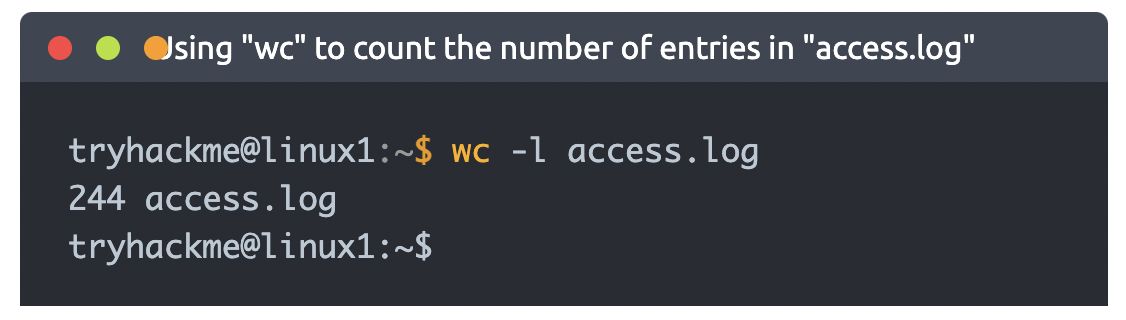 Using "wc" to count the number of entries in "access.log"
tryhackme@linux1:~$ wc -l access.log
244 access.log
tryhackme@linux1:~$